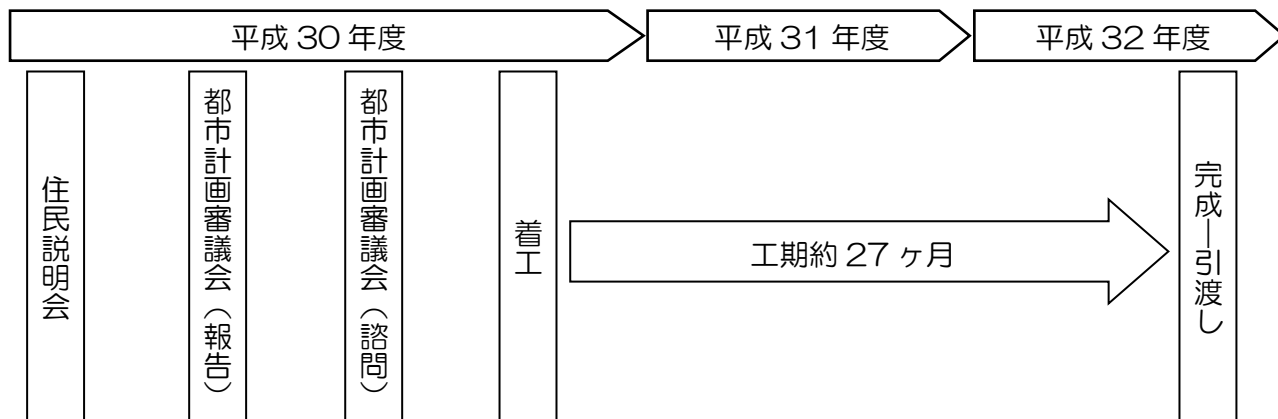 平成 30 年度
平成 31 年度
平成 32 年度
住民説明会
都市計画審議会（報告）
都市計画審議会（諮問）
着工
工期約 27 ヶ月
完成―引渡し